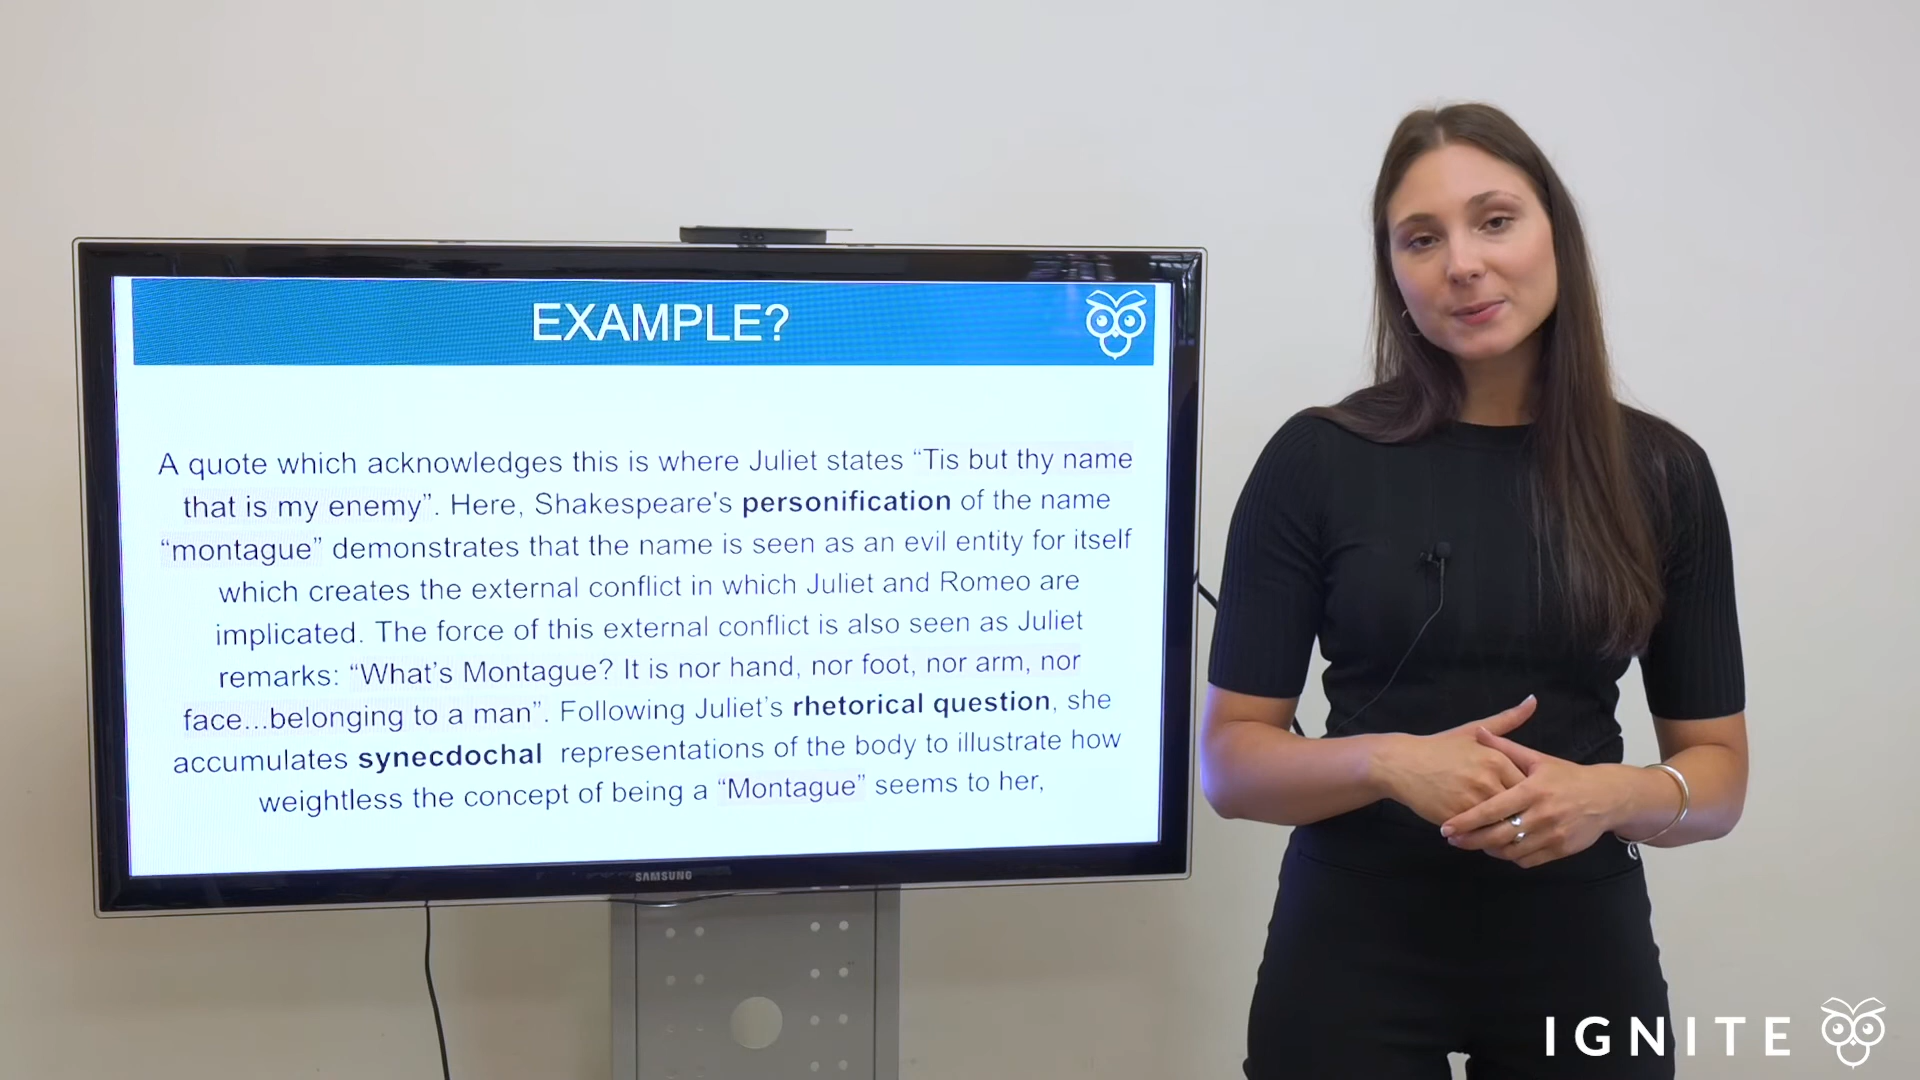 EXAMPLE?
A quote which acknowledges this is where Juliet states “Tis but thy name
that is my enemy”. Here, Shakespeare's personification of the name
“montague” demonstrates that the name is seen as an evil entity for itself
which creates the external conflict in which Juliet and Romeo are
implicated. The force of this external conflict is also seen as Juliet
remarks: “What’s Montague? It is nor hand, nor foot, nor arm, nor
face...belonging to a man”. Following Juliet’s rhetorical question, she
accumulates synecdochal representations of the body to illustrate how
weightless the concept of being a “Montague” seems to her,
SAMSUNG
IGNITE